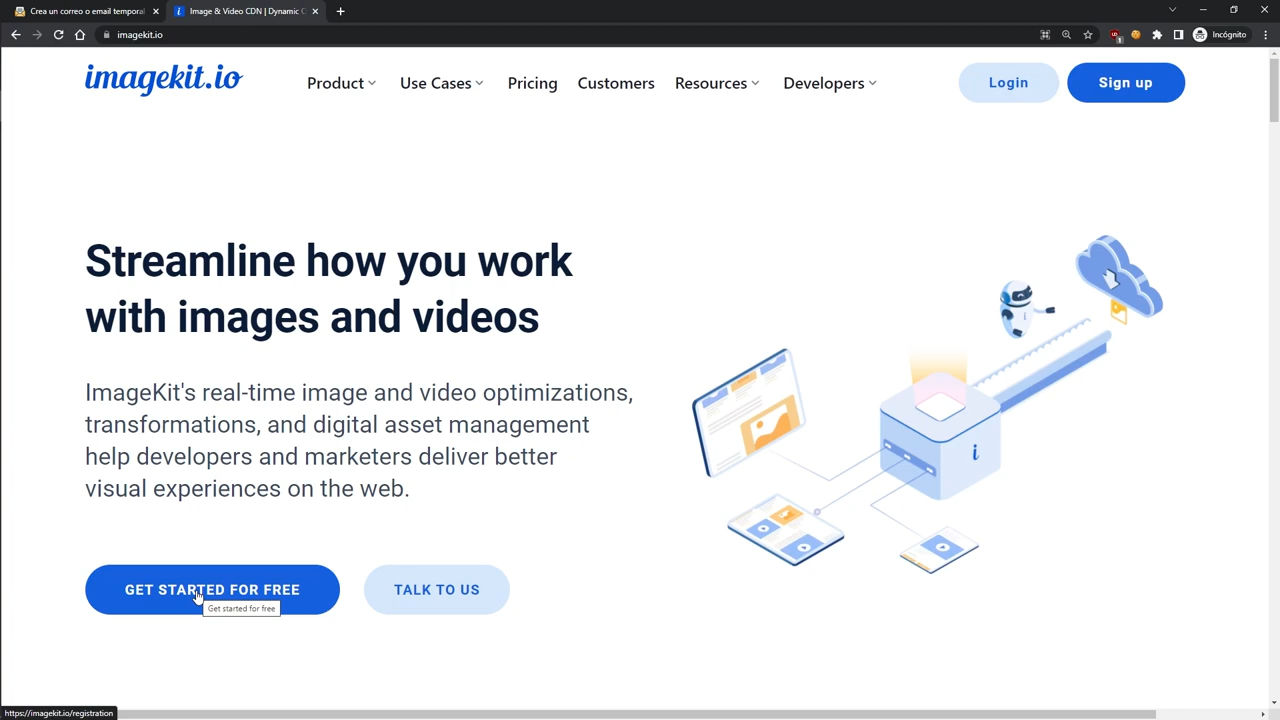 Crea un correo o email temporal
Image & Video CDN | Dynamic
imagekit.io
Incógnito
imagekit.io
Product
Use Cases
Pricing
Customers
Resources
Developers
Login
Sign up
Streamline how you work
with images and videos
ImageKit's real-time image and video optimizations,
transformations, and digital asset management
help developers and marketers deliver better
visual experiences on the web.
GET STARTED FOR FREE
TALK TO US
Get started for free
https://imagekit.io/registration